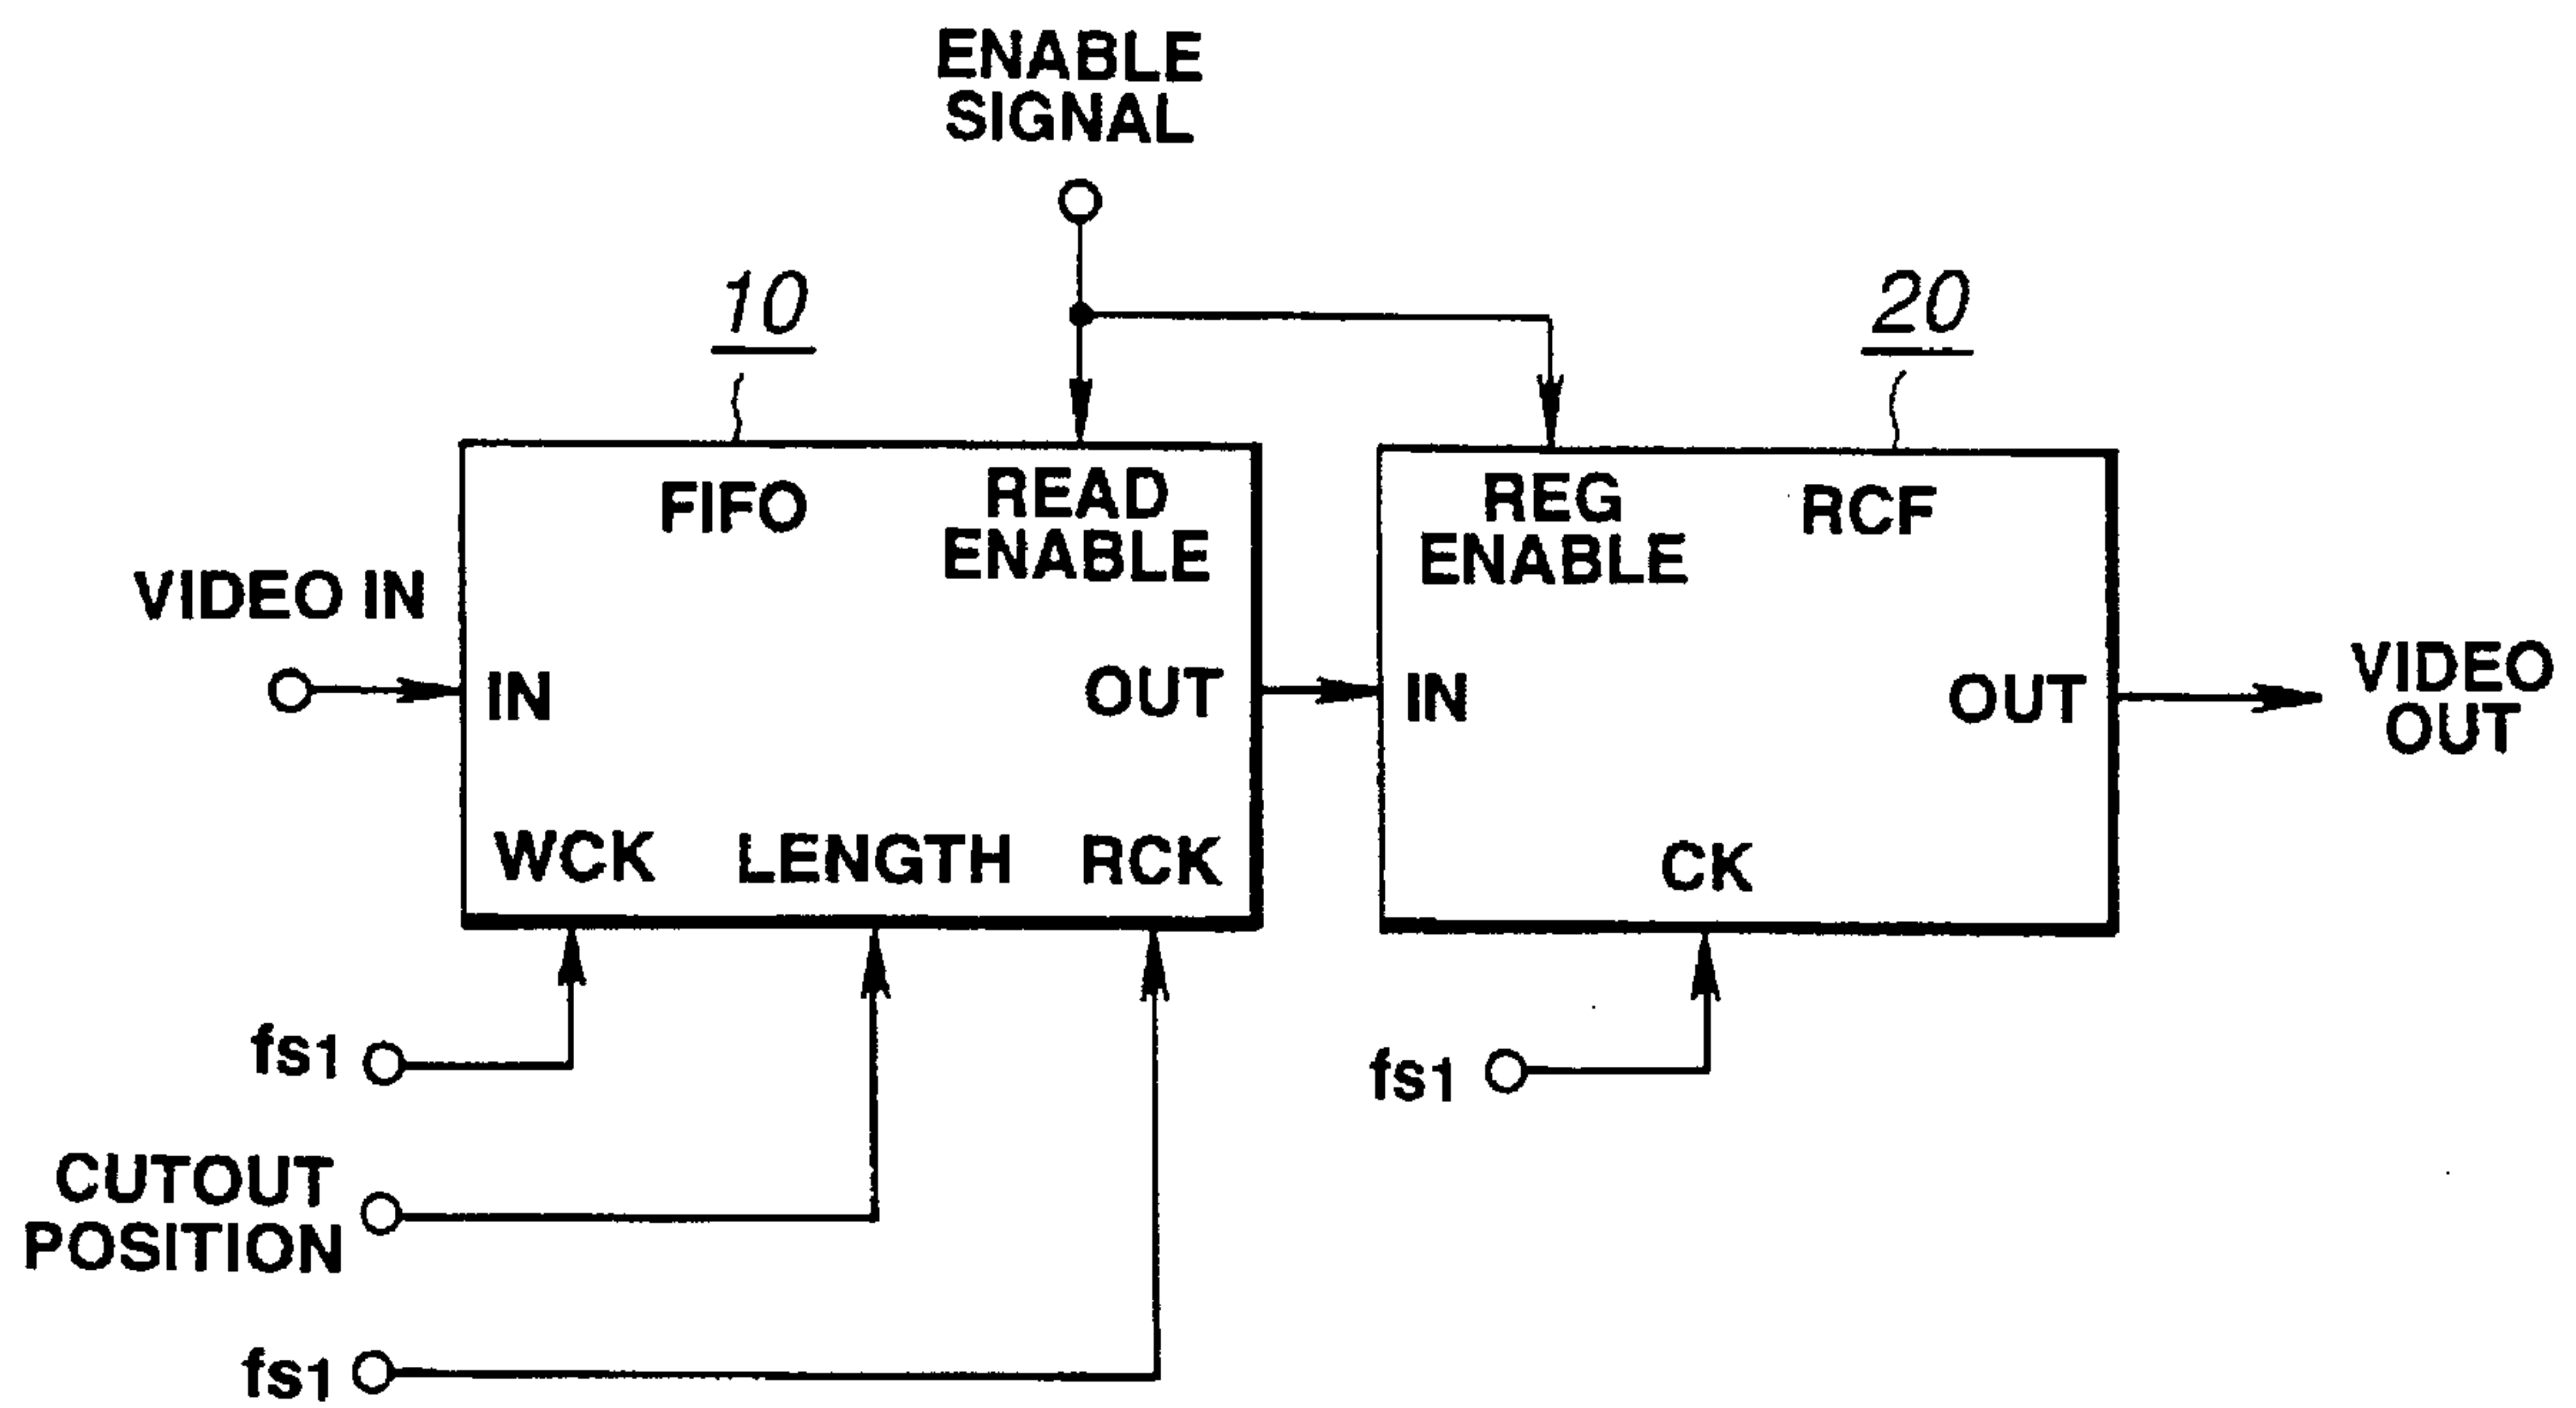 ENABLE
SIGNAL
10
20
FIFO
READ
ENABLE
REG
ENABLE
RCF
VIDEO IN
IN
OUT
IN
OUT
VIDEO
OUT
WCK
LENGTH
RCK
CK
fs1
fs1
CUTOUT
POSITION
fs1